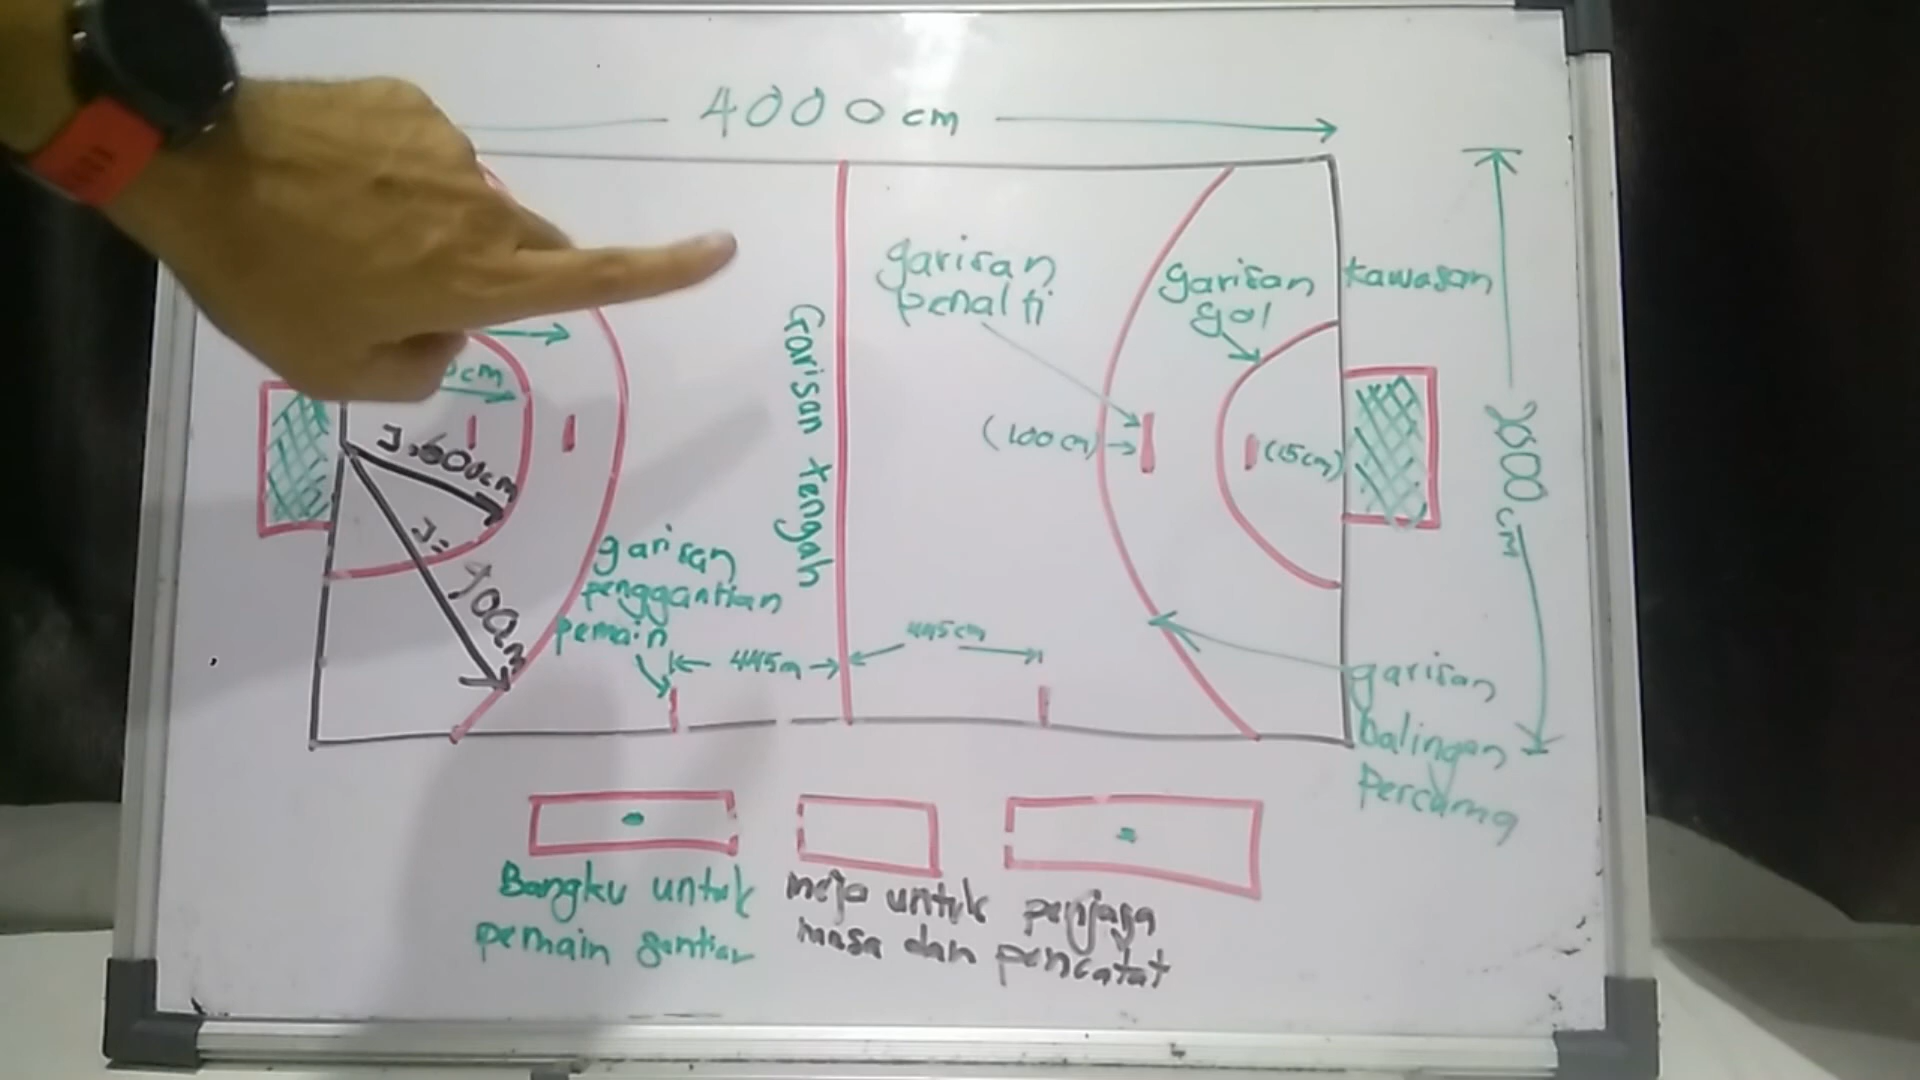 4000 cm
garisan
penalti
garisan
gol
kawasan
Garisan tengah
(100 cm)
(15cm)
2000 cm
J.600cm
J=
900cm
garisan
penggantian
pemain
445m
445cm
garisan
balingan
percuma
Bangku untuk
pemain gantian
meja untuk penjaga
masa dan pencatat